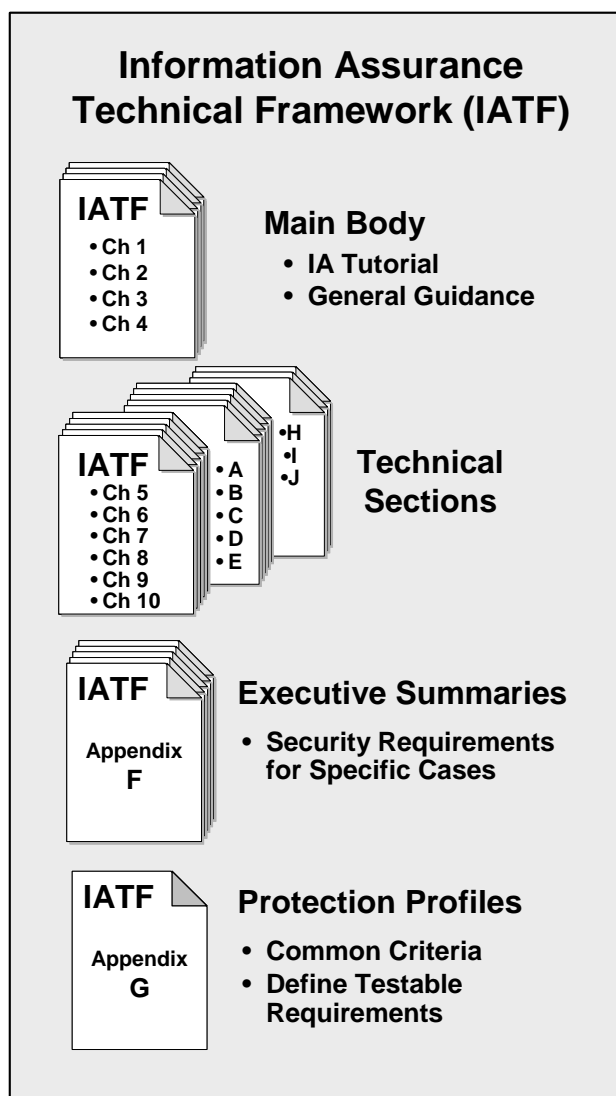 Information Assurance
Technical Framework (IATF)
IATF
• Ch 1
• Ch 2
• Ch 3
• Ch 4
Main Body
• IA Tutorial
• General Guidance
IATF
• Ch 5
• Ch 6
• Ch 7
• Ch 8
• Ch 9
• Ch 10
• A
• B
• C
• D
• E
•H
•I
•J
Technical
Sections
IATF
Appendix
F
Executive Summaries
• Security Requirements
for Specific Cases
IATF
Appendix
G
Protection Profiles
• Common Criteria
• Define Testable
Requirements